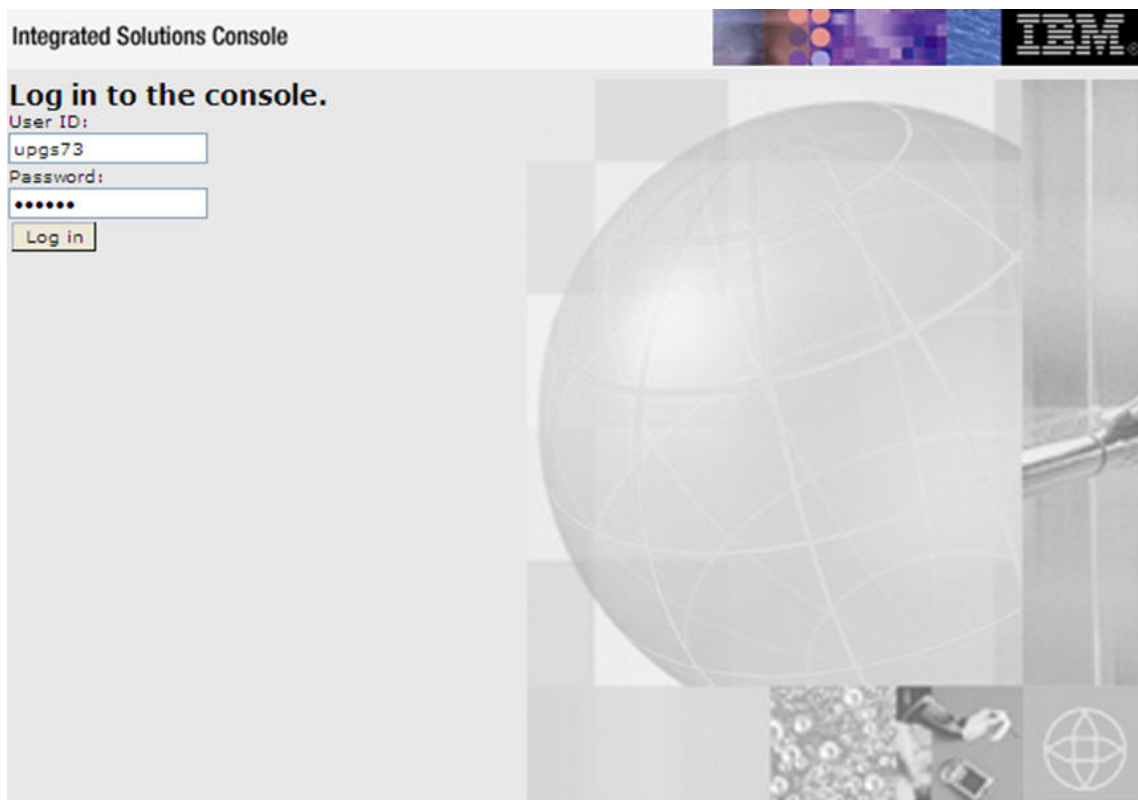 Integrated Solutions Console
IBM®
Log in to the console.
User ID:
upgs73
Password:
••••••
Log in